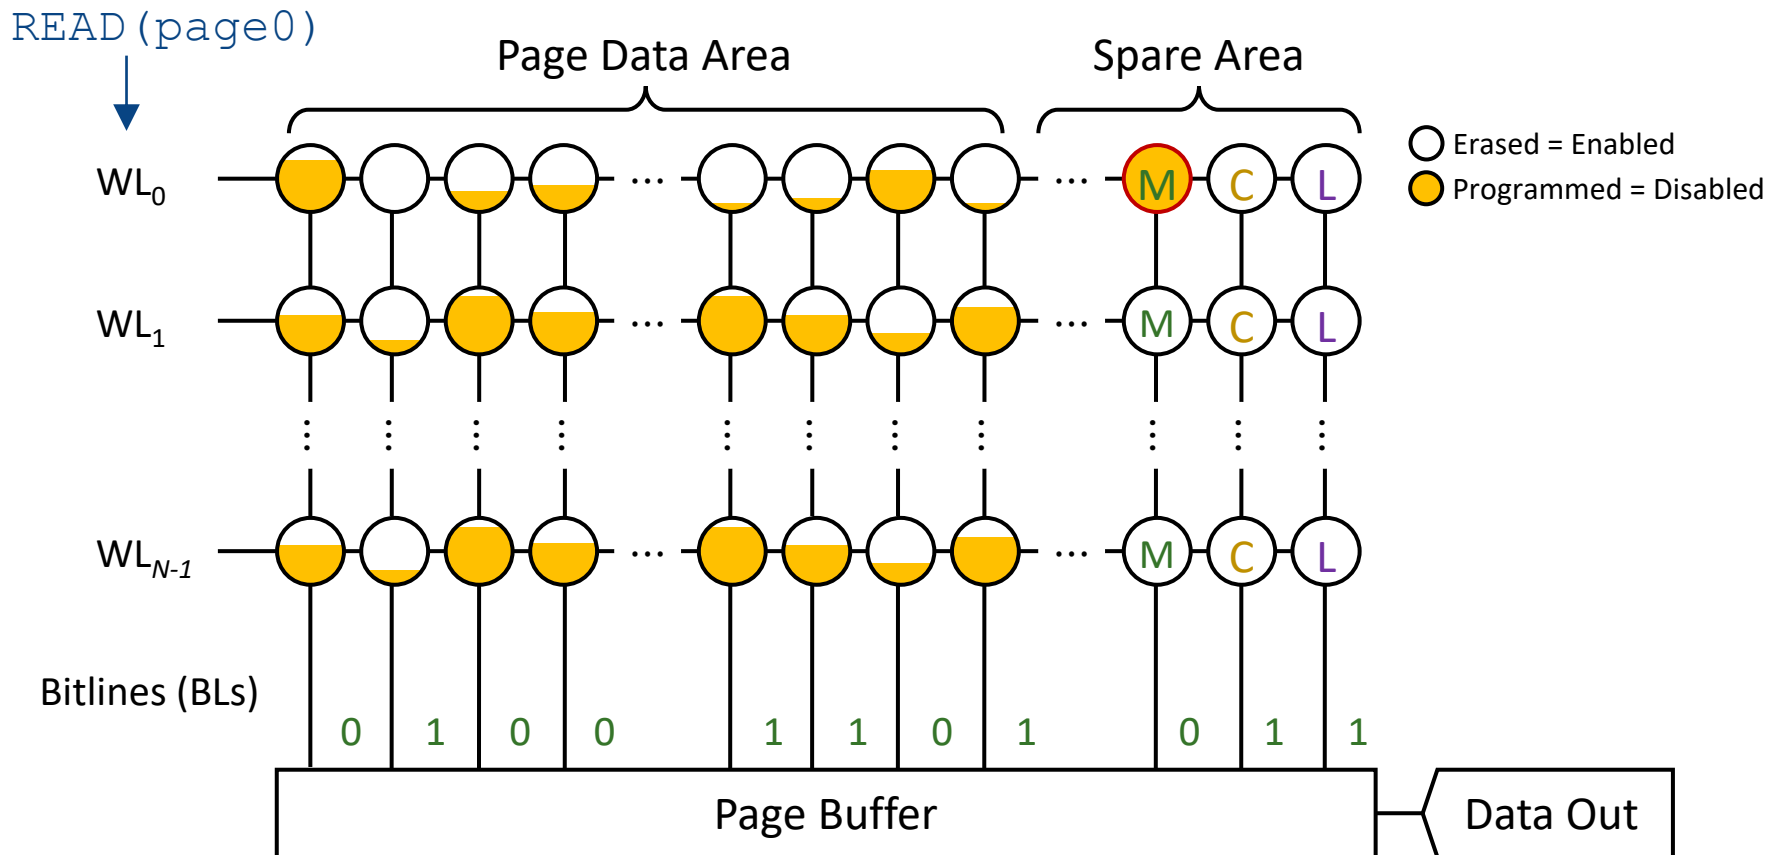 READ(page0)
Page Data Area
Spare Area
WL0 ... ... M C L
Erased = Enabled
Programmed = Disabled
WL1 ... ... M C L
WLN-1 ... ... M C L
Bitlines (BLs)
0 1 0 0 1 1 0 1 0 1 1
Page Buffer
Data Out